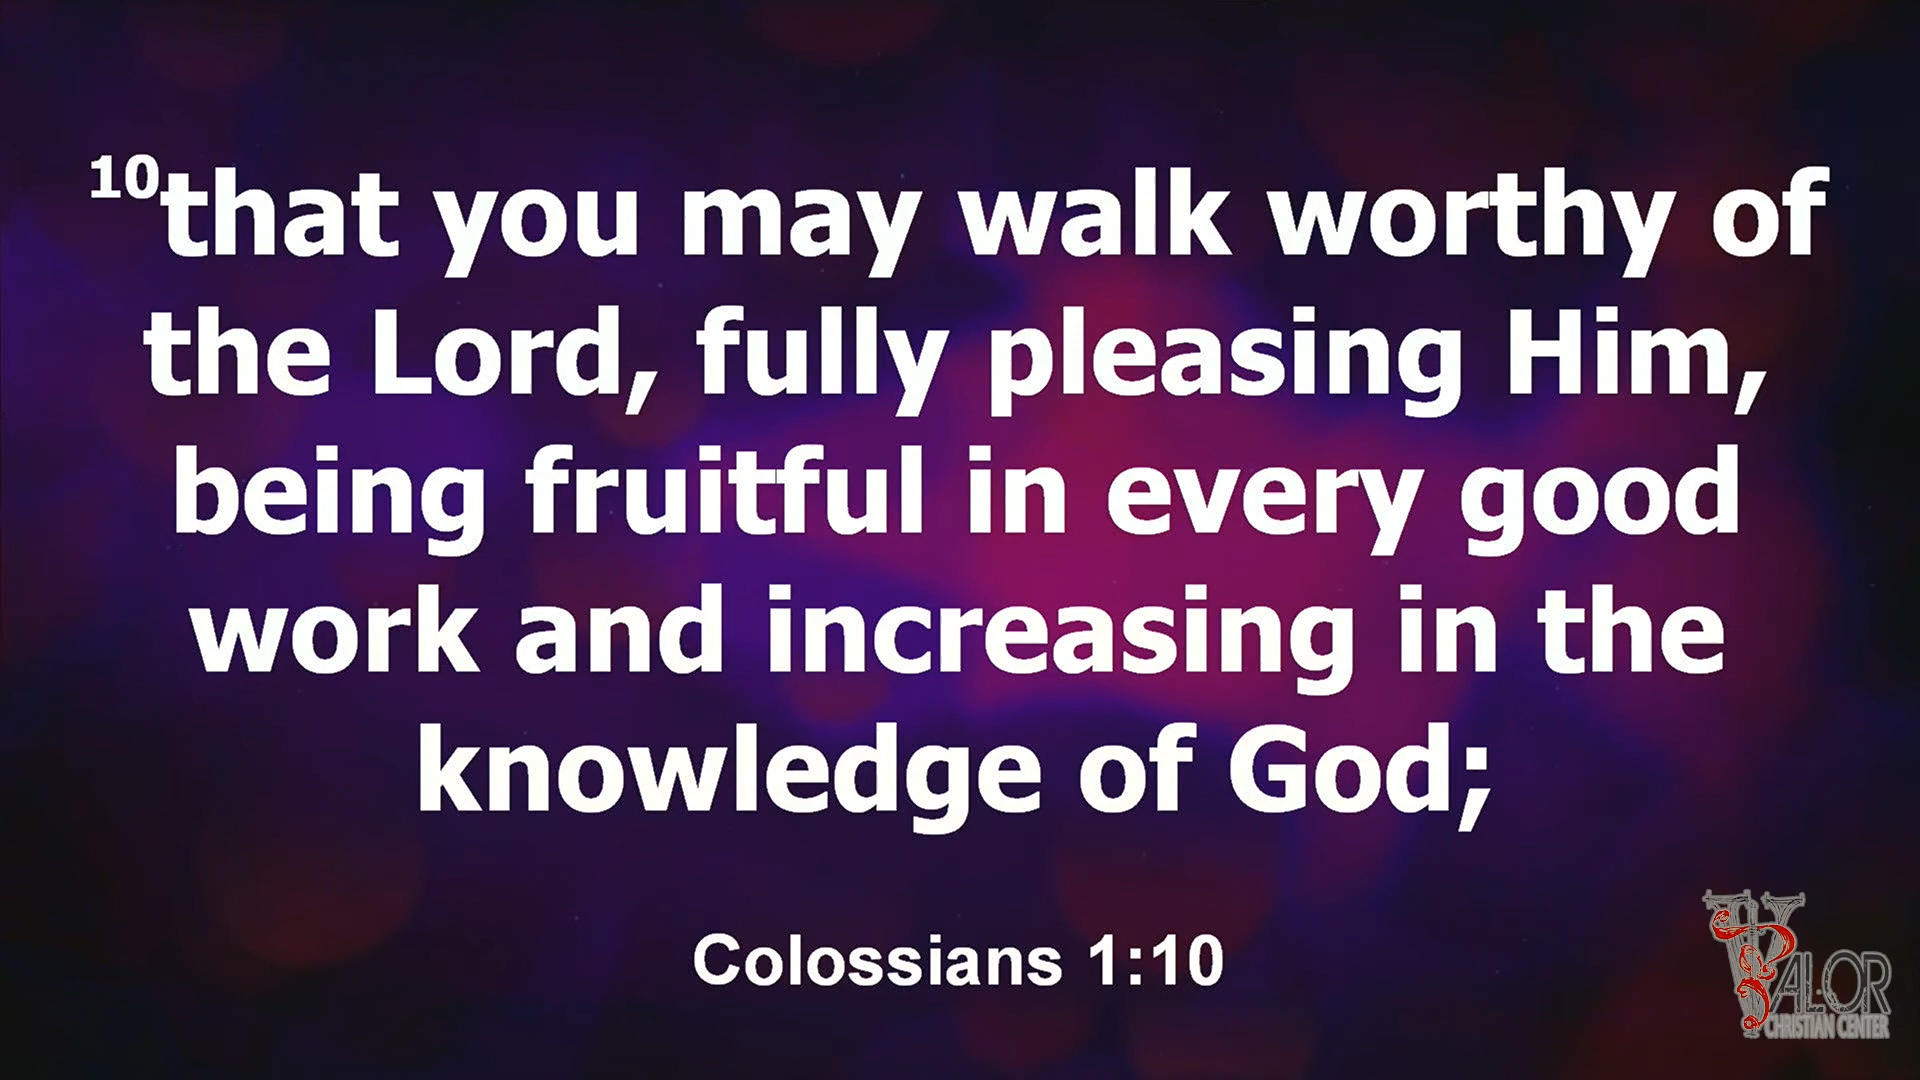 10that you may walk worthy of
the Lord, fully pleasing Him,
being fruitful in every good
work and increasing in the
knowledge of God;
Colossians 1:10
VALOR
CHRISTIAN CENTER